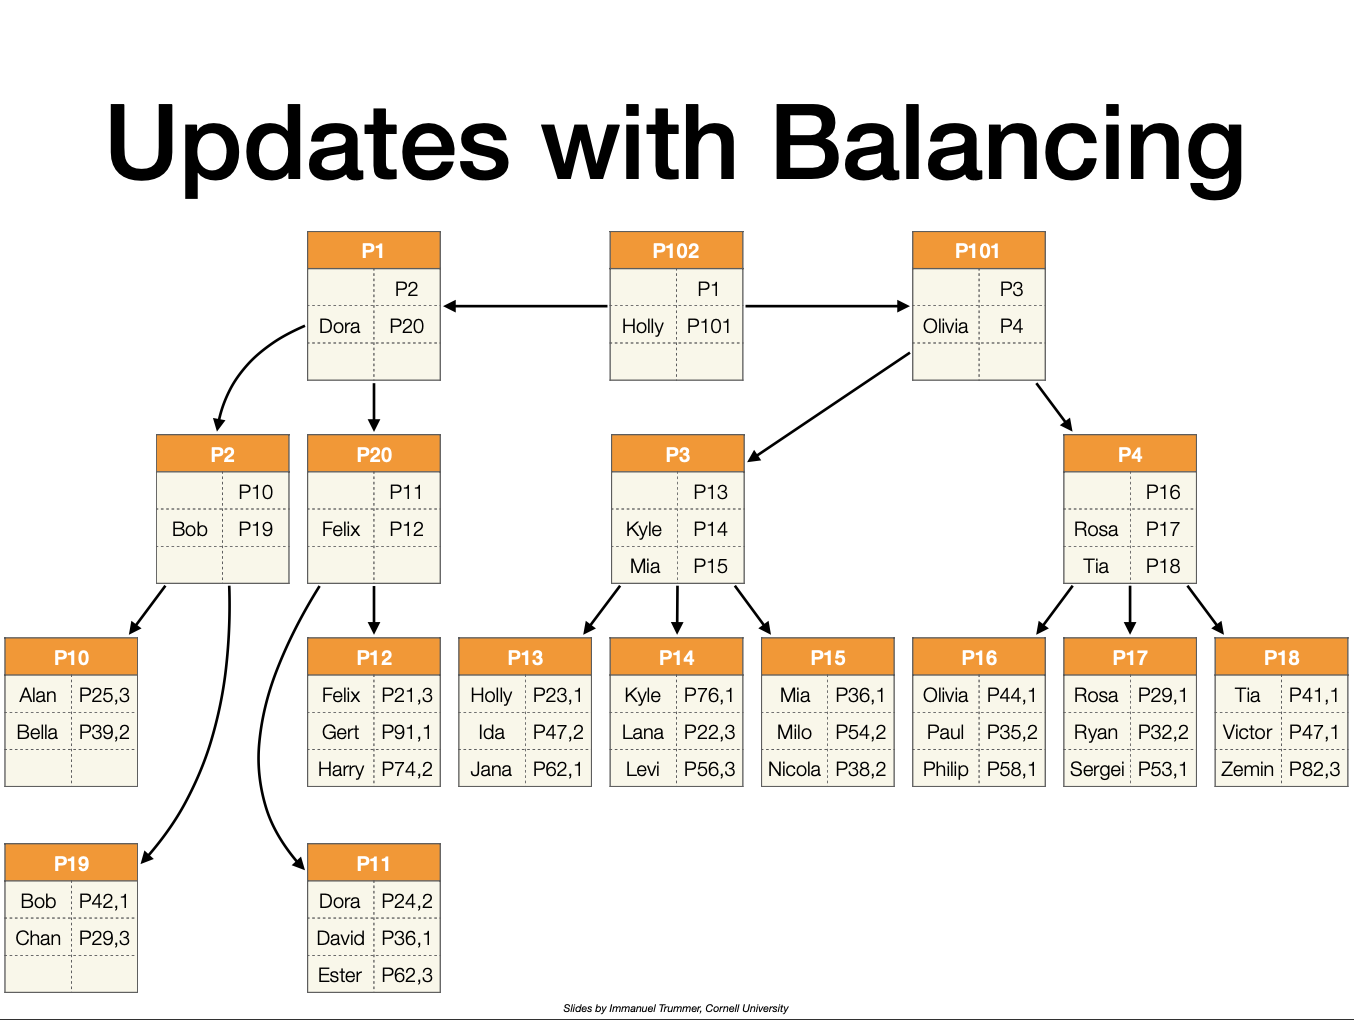 Updates with Balancing
P1
P2
Dora P20
P102
P1
Holly P101
P101
P3
Olivia P4
P2
P10
Bob P19
P20
P11
Felix P12
P3
P13
Kyle P14
Mia P15
P4
P16
Rosa P17
Tia P18
P10
Alan P25,3
Bella P39,2
P12
Felix P21,3
Gert P91,1
Harry P74,2
P13
Holly P23,1
Ida P47,2
Jana P62,1
P14
Kyle P76,1
Lana P22,3
Levi P56,3
P15
Mia P36,1
Milo P54,2
Nicola P38,2
P16
Olivia P44,1
Paul P35,2
Philip P58,1
P17
Rosa P29,1
Ryan P32,2
Sergei P53,1
P18
Tia P41,1
Victor P47,1
Zemin P82,3
P19
Bob P42,1
Chan P29,3
P11
Dora P24,2
David P36,1
Ester P62,3
Slides by Immanuel Trummer, Cornell University